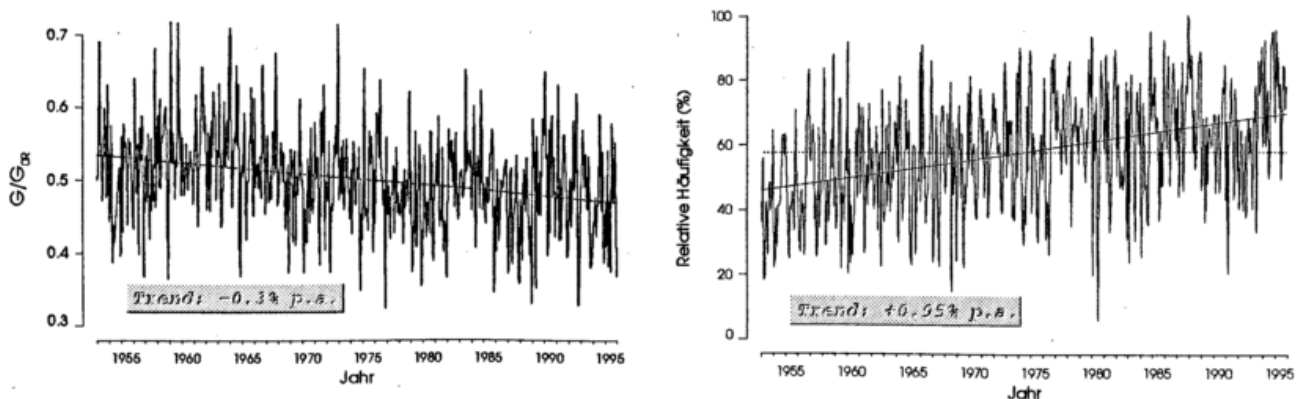 0.7
0.6
0.5
0.4
0.3
G/G
Trend: -0.3% p.a.
1955 1960 1965 1970 1975 1980 1985 1990 1995
Jahr
100
80
60
40
20
0
Relative Häufigkeit (%)
Trend: +0.95% p.a.
1955 1960 1965 1970 1975 1980 1985 1990 1995
Jahr